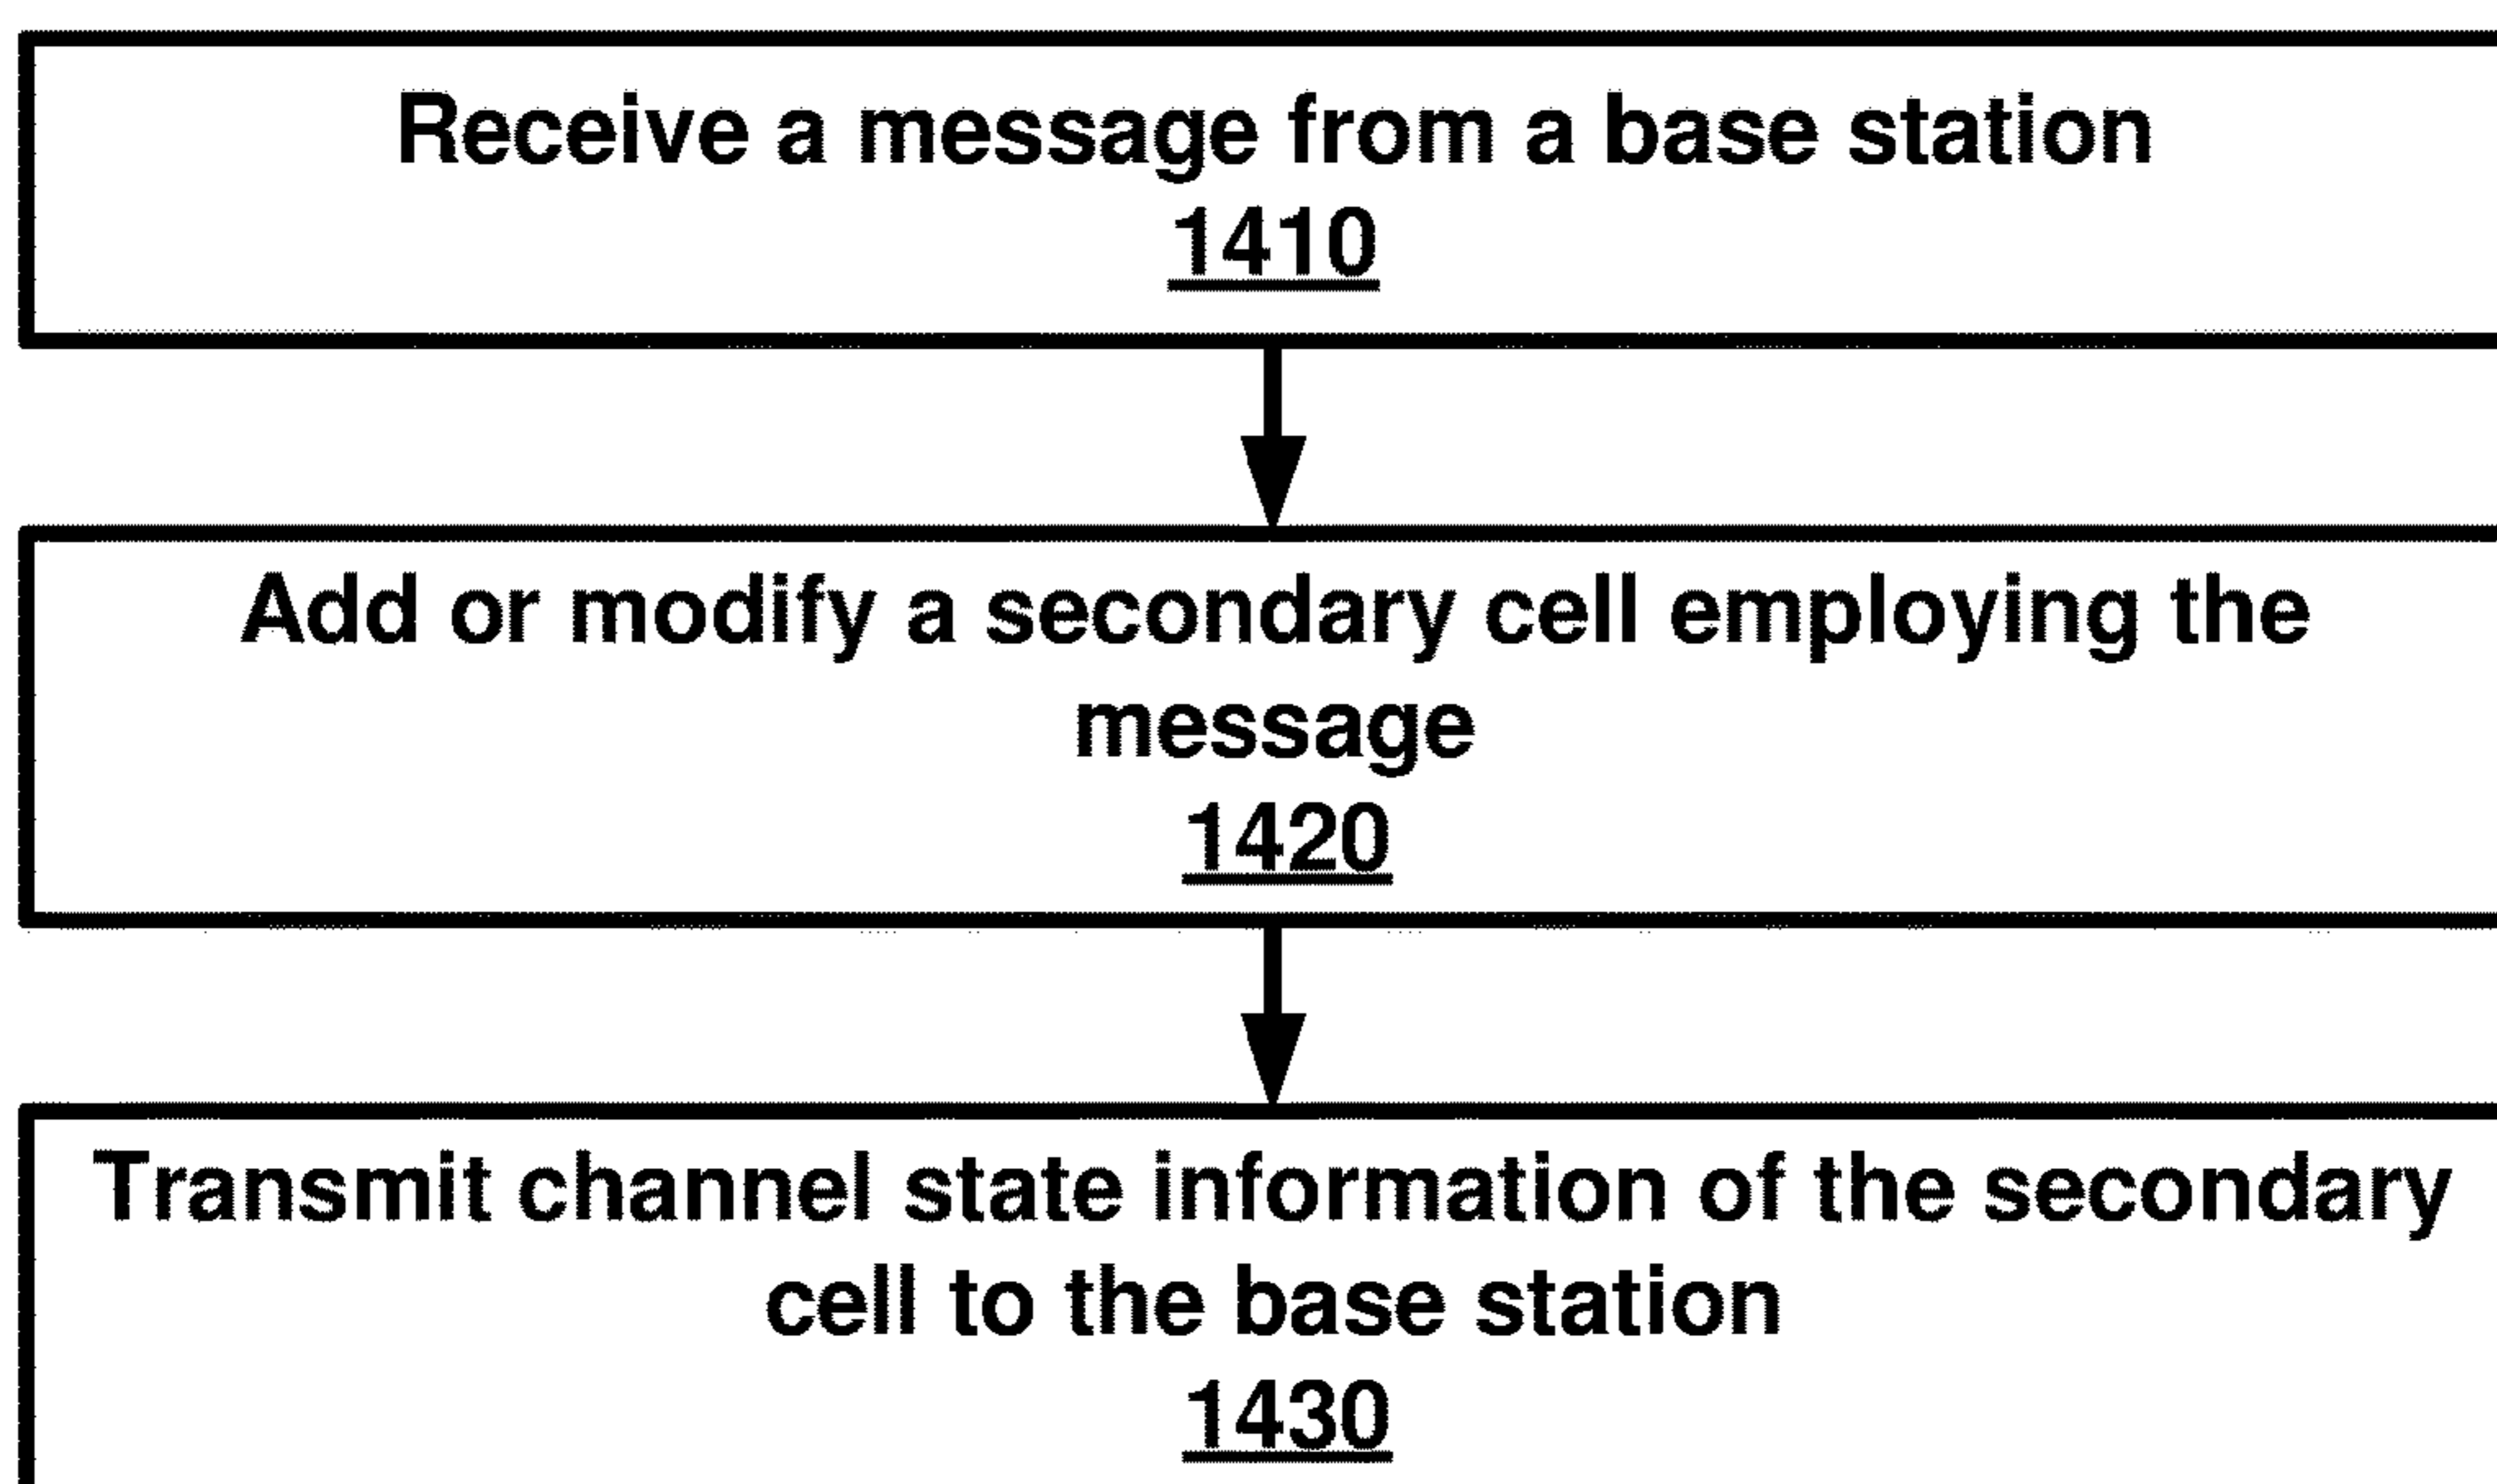 Receive a message from a base station
1410
Add or modify a secondary cell employing the
message
1420
Transmit channel state information of the secondary
cell to the base station
1430